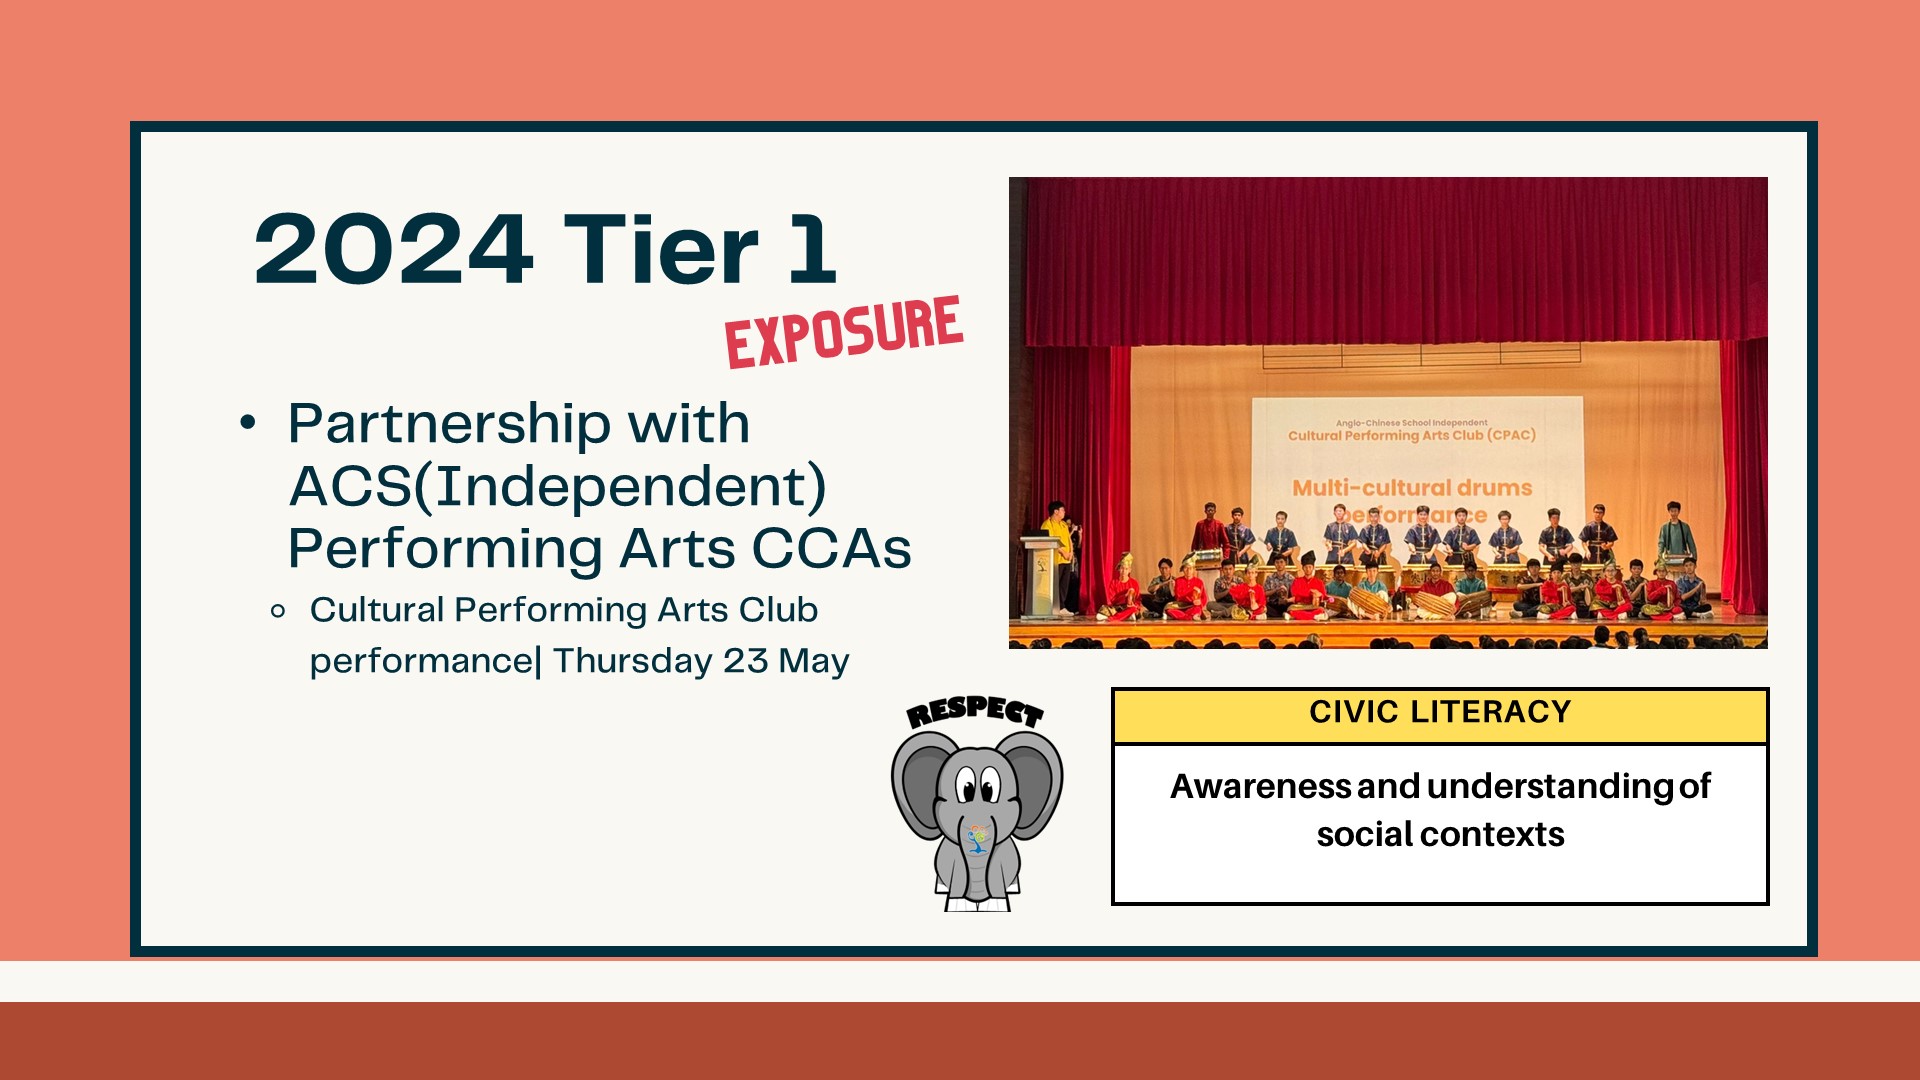 2024 Tier 1
EXPOSURE
• Partnership with
ACS(Independent)
Performing Arts CCAs
Cultural Performing Arts Club
performance| Thursday 23 May
Anglo-Chinese School Independent
Cultural Performing Arts Club (CPAC)
Multi-cultural drums
performance
RESPECT
CIVIC LITERACY
Awareness and understanding of
social contexts